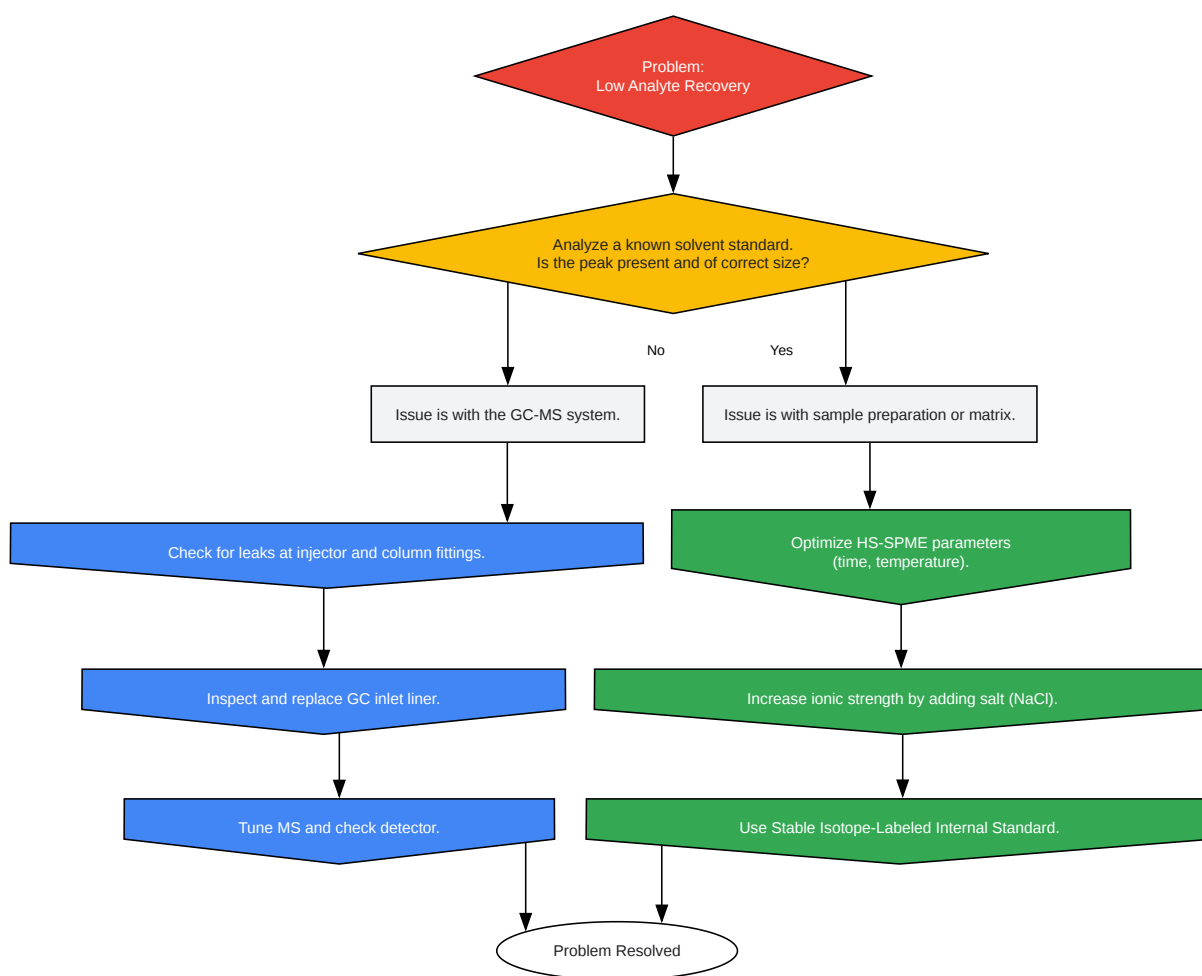 Problem:
Low Analyte Recovery
Analyze a known solvent standard.
Is the peak present and of correct size?
No
Yes
Issue is with the GC-MS system.
Issue is with sample preparation or matrix.
Check for leaks at injector and column fittings.
Optimize HS-SPME parameters
(time, temperature).
Inspect and replace GC inlet liner.
Increase ionic strength by adding salt (NaCl).
Tune MS and check detector.
Use Stable Isotope-Labeled Internal Standard.
Problem Resolved